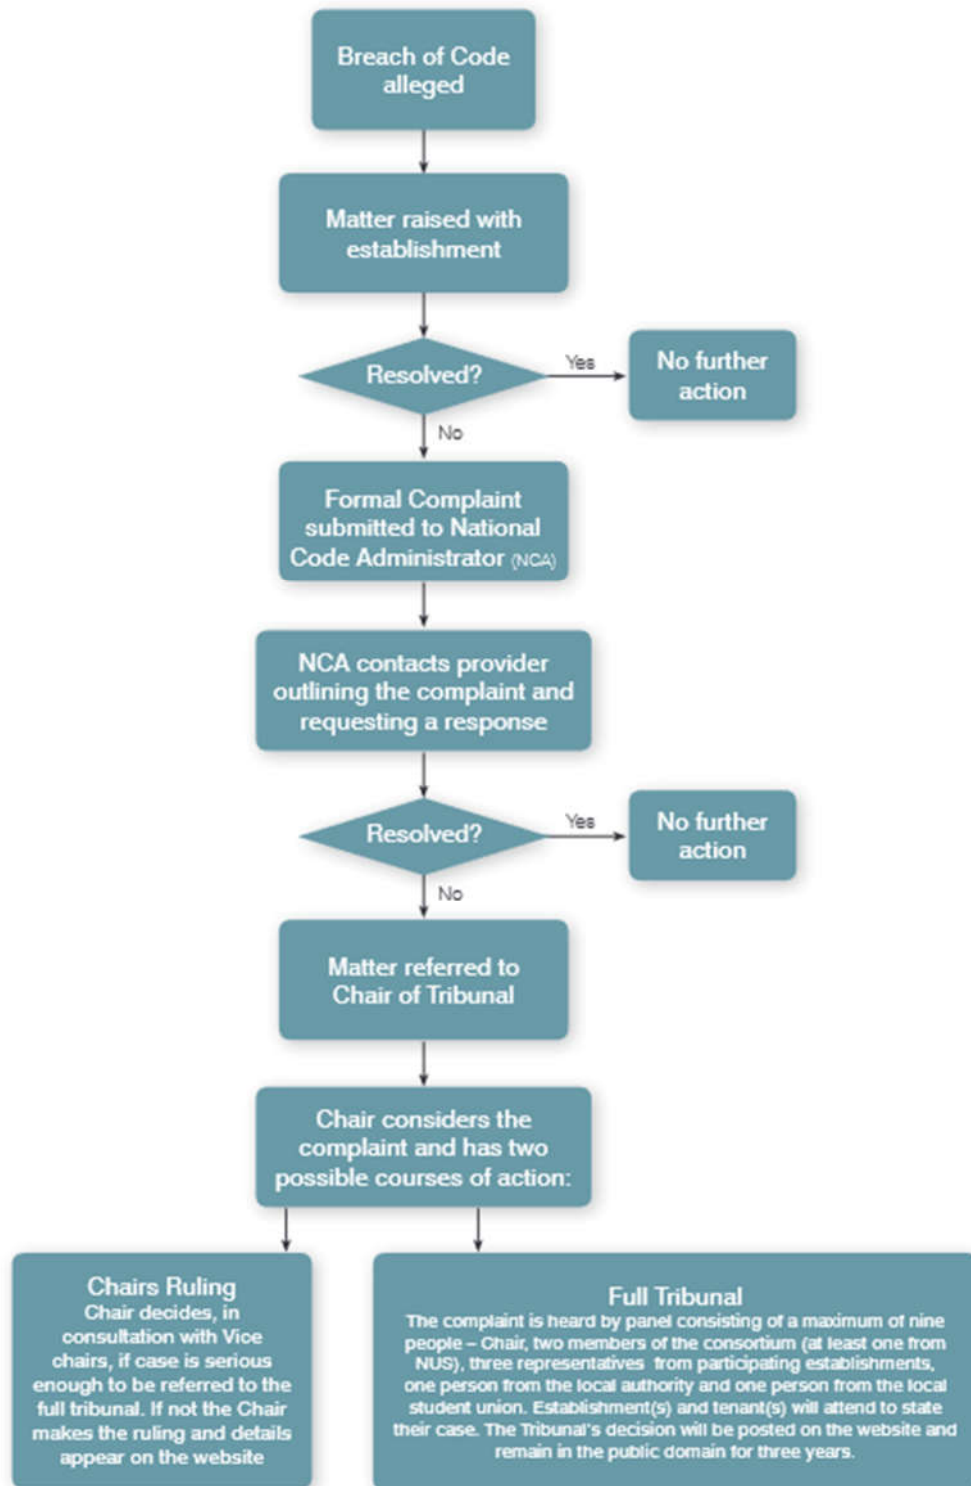 Breach of Code
alleged
Matter raised with
establishment
Resolved?
Yes
No further
action
No
Formal Complaint
submitted to National
Code Administrator (NCA)
NCA contacts provider
outlining the complaint and
requesting a response
Resolved?
Yes
No further
action
No
Matter referred to
Chair of Tribunal
Chair considers the
complaint and has two
possible courses of action:
Chairs Ruling
Chair decides, in
consultation with Vice
chairs, if case is serious
enough to be referred to the
full tribunal. If not the Chair
makes the ruling and details
appear on the website
Full Tribunal
The complaint is heard by panel consisting of a maximum of nine
people – Chair, two members of the consortium (at least one from
NUS), three representatives from participating establishments,
one person from the local authority and one person from the local
student union. Establishment(s) and tenant(s) will attend to state
their case. The Tribunal's decision will be posted on the website and
remain in the public domain for three years.